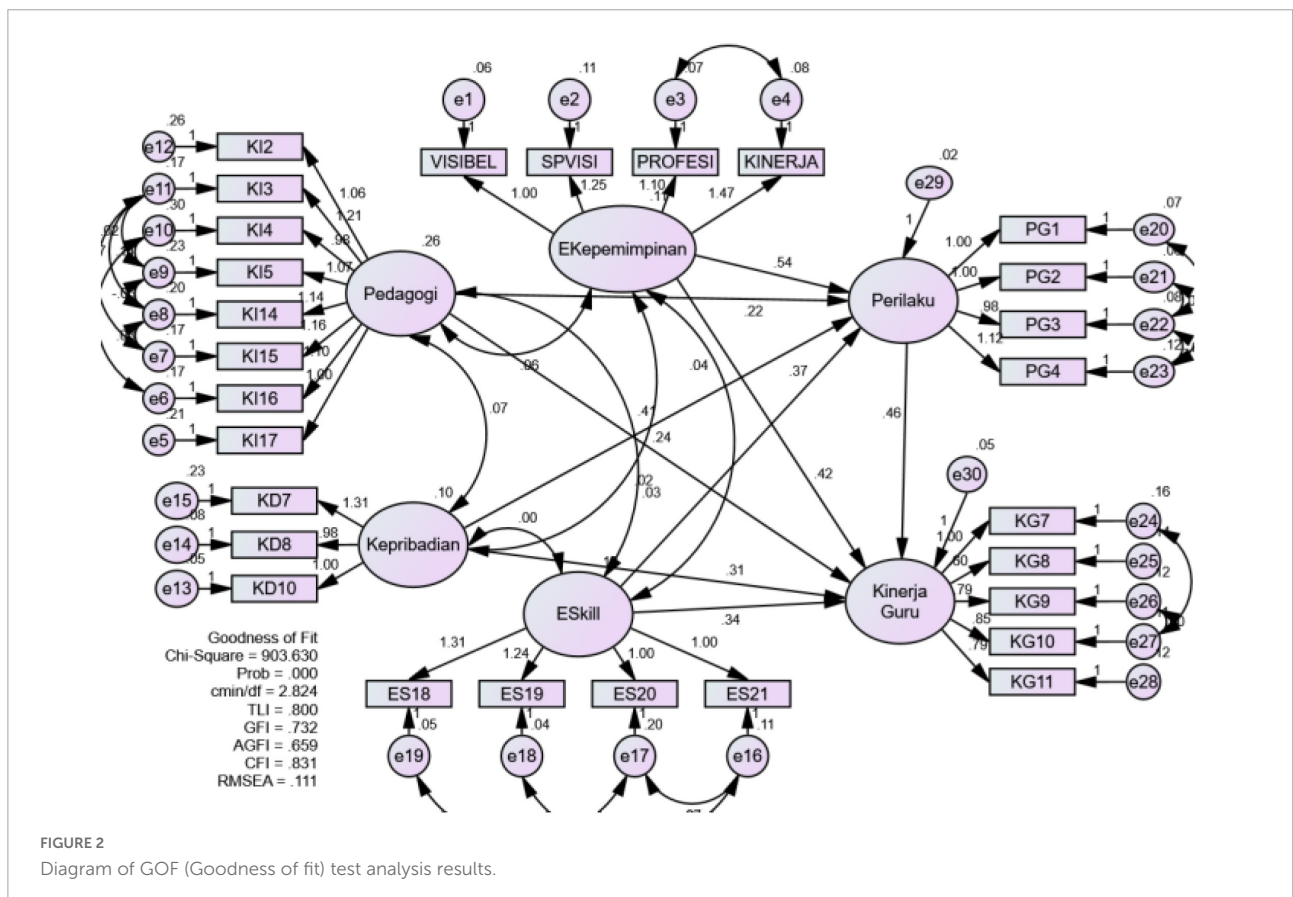 .06
.11
.07
.08
e1
e2
e3
e4
1
1
1
1
VISIBEL
SPVISI
PROFESI
KINERJA
1.00
1.25
1.10
1.47
EKepemimpinan
.26
e12
1
KI2
.17
e11
1
KI3
.30
e10
1
KI4
.23
e9
1
KI5
.20
e8
1
KI14
.17
e7
1
KI15
.17
e6
1
KI16
.21
e5
1
KI17
1.06
1.21
.98
1.07
1.14
1.16
1.10
1.00
.26
Pedagogi
.02
e29
1
Perilaku
1.00
1.00
.98
1.12
PG1
1
e20
.07
PG2
1
e21
PG3
1
e22
.08
PG4
1
e23
.12
.54
.22
.06
.04
.37
.07
.41
.24
.02
.03
.46
.42
.23
e15
1
KD7
.08
e14
1
KD8
.05
e13
1
KD10
1.31
.98
1.00
.10
Kepribadian
.00
.31
.34
ESkill
.05
e30
1
Kinerja
Guru
1.00
.60
.79
.85
.79
KG7
1
e24
.16
KG8
1
e25
KG9
1
e26
.12
KG10
1
e27
KG11
1
e28
.12
1.31
1.24
1.00
1.00
ES18
ES19
ES20
ES21
1
1
1
1
.05
.04
.20
.11
e19
e18
e17
e16
Goodness of Fit
Chi-Square = 903.630
Prob = .000
cmin/df = 2.824
TLI = .800
GFI = .732
AGFI = .659
CFI = .831
RMSEA = .111
FIGURE 2
Diagram of GOF (Goodness of fit) test analysis results.